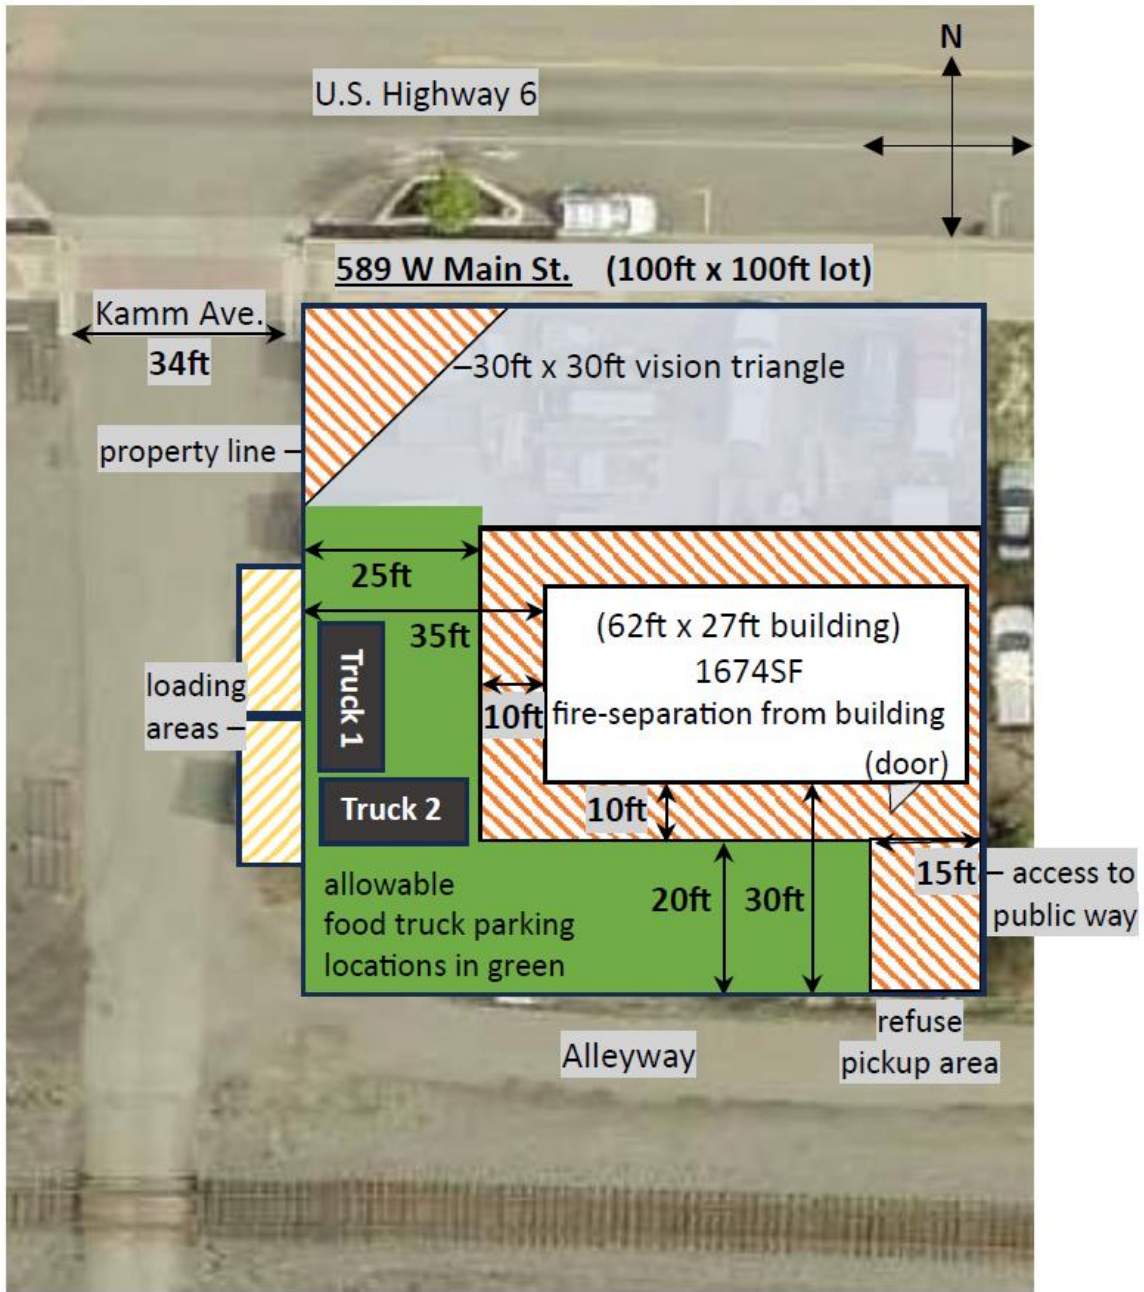 N
U.S. Highway 6
589 W Main St. (100ft x 100ft lot)
Kamm Ave.
34ft
–30ft x 30ft vision triangle
property line –
25ft
35ft
(62ft x 27ft building)
1674SF
10ft
fire-separation from building
(door)
loading
areas –
Truck 1
Truck 2
10ft
15ft
– access to
public way
20ft
30ft
allowable
food truck parking
locations in green
refuse
pickup area
Alleyway